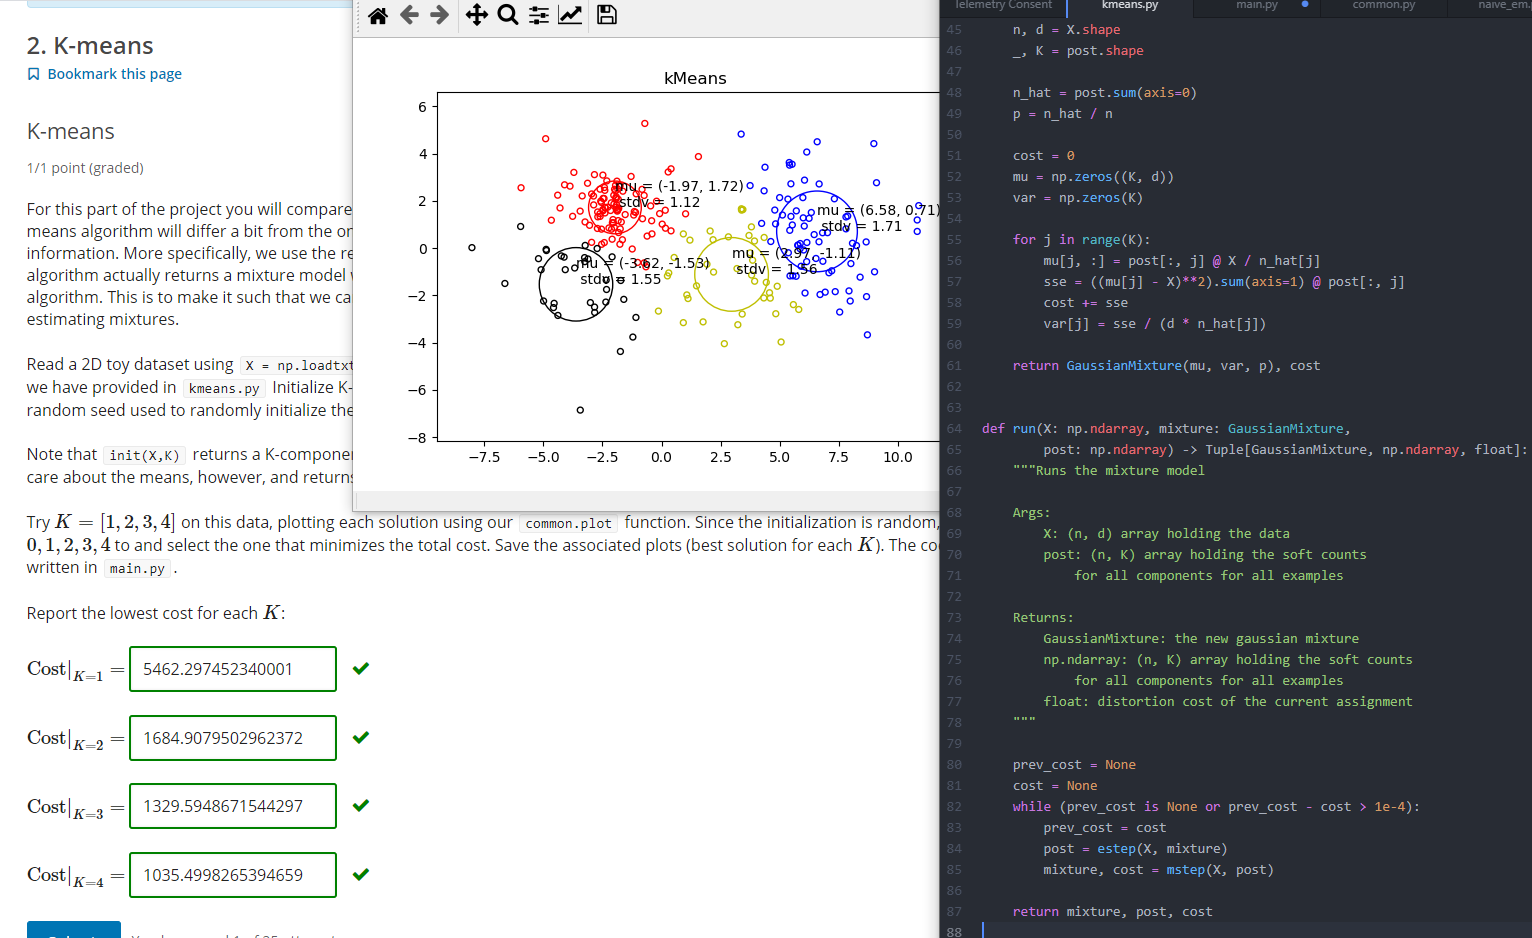 2. K-means
Bookmark this page
K-means
1/1 point (graded)
For this part of the project you will compare
means algorithm will differ a bit from the or
information. More specifically, we use the re
algorithm actually returns a mixture model
algorithm. This is to make it such that we ca
estimating mixtures.
Read a 2D toy dataset using X = np.loadtxt
we have provided in kmeans.py Initialize K-
random seed used to randomly initialize the
Note that init(X,K) returns a K-componer
care about the means, however, and returns
Try K = [1, 2, 3, 4] on this data, plotting each solution using our common.plot function. Since the initialization is random,
0, 1, 2, 3, 4 to and select the one that minimizes the total cost. Save the associated plots (best solution for each K). The co
written in main.py .
Report the lowest cost for each K:
Cost|K=1 = 5462.297452340001
Cost|K=2 = 1684.9079502962372
Cost|K=3 = 1329.5948671544297
Cost|K=4 = 1035.4998265394659
kMeans
6
4
2
0
−2
−4
−6
−8
−7.5 −5.0 −2.5 0.0 2.5 5.0 7.5 10.0
mu = (-1.97, 1.72)
stdv = 1.12
mu = (6.58, 0.71)
stdv = 1.71
mu = (2.97, -1.11)
stdv = 1.56
mu = (-3.62, -1.53)
stdv = 1.55
Telemetry Consent kmeans.py main.py common.py naive_em.
45 n, d = X.shape
46 _, K = post.shape
47
48 n_hat = post.sum(axis=0)
49 p = n_hat / n
50
51 cost = 0
52 mu = np.zeros((K, d))
53 var = np.zeros(K)
54
55 for j in range(K):
56 mu[j, :] = post[:, j] @ X / n_hat[j]
57 sse = ((mu[j] - X)**2).sum(axis=1) @ post[:, j]
58 cost += sse
59 var[j] = sse / (d * n_hat[j])
60
61 return GaussianMixture(mu, var, p), cost
62
63
64 def run(X: np.ndarray, mixture: GaussianMixture,
65 post: np.ndarray) -> Tuple[GaussianMixture, np.ndarray, float]:
66 """Runs the mixture model
67
68 Args:
69 X: (n, d) array holding the data
70 post: (n, K) array holding the soft counts
71 for all components for all examples
72
73 Returns:
74 GaussianMixture: the new gaussian mixture
75 np.ndarray: (n, K) array holding the soft counts
76 for all components for all examples
77 float: distortion cost of the current assignment
78 """
79
80 prev_cost = None
81 cost = None
82 while (prev_cost is None or prev_cost - cost > 1e-4):
83 prev_cost = cost
84 post = estep(X, mixture)
85 mixture, cost = mstep(X, post)
86
87 return mixture, post, cost
88